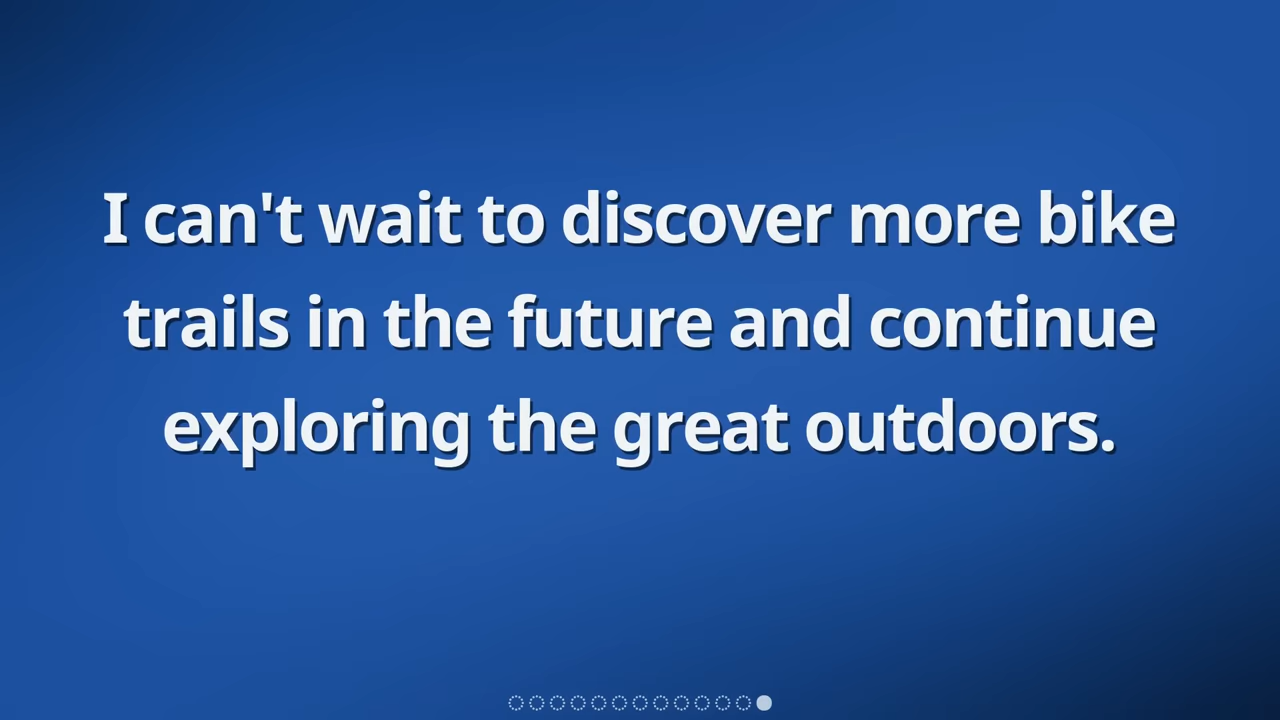 I can't wait to discover more bike
trails in the future and continue
exploring the great outdoors.